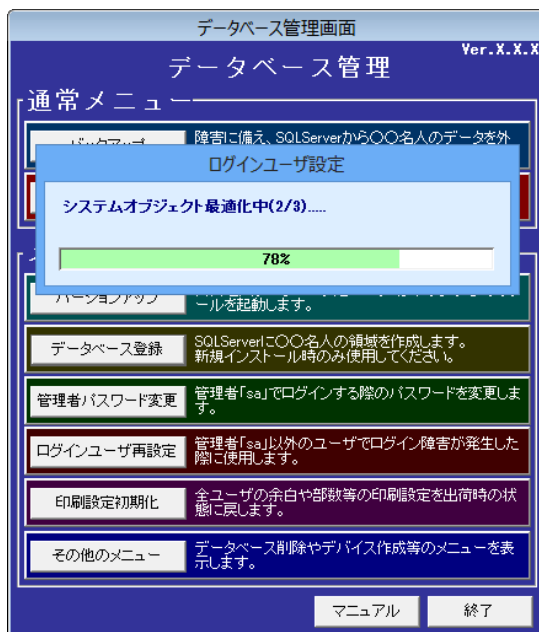 データベース管理画面
Ver.X.X.X
データベース管理
通常メニュー
障害に備え、SQLServerから〇〇名人のデータを外
ログインユーザ設定
システムオブジェクト最適化中(2/3).....
78%
バージョンアップ
ールを起動します。
データベース登録
SQLServerに〇〇名人の領域を作成します。
新規インストール時のみ使用してください。
管理者パスワード変更
管理者「sa」でログインする際のパスワードを変更しま
す。
ログインユーザ再設定
管理者「sa」以外のユーザでログイン障害が発生した
際に使用します。
印刷設定初期化
全ユーザの余白や部数等の印刷設定を出荷時の状
態に戻します。
その他のメニュー
データベース削除やデバイス作成等のメニューを表
示します。
マニュアル
終了